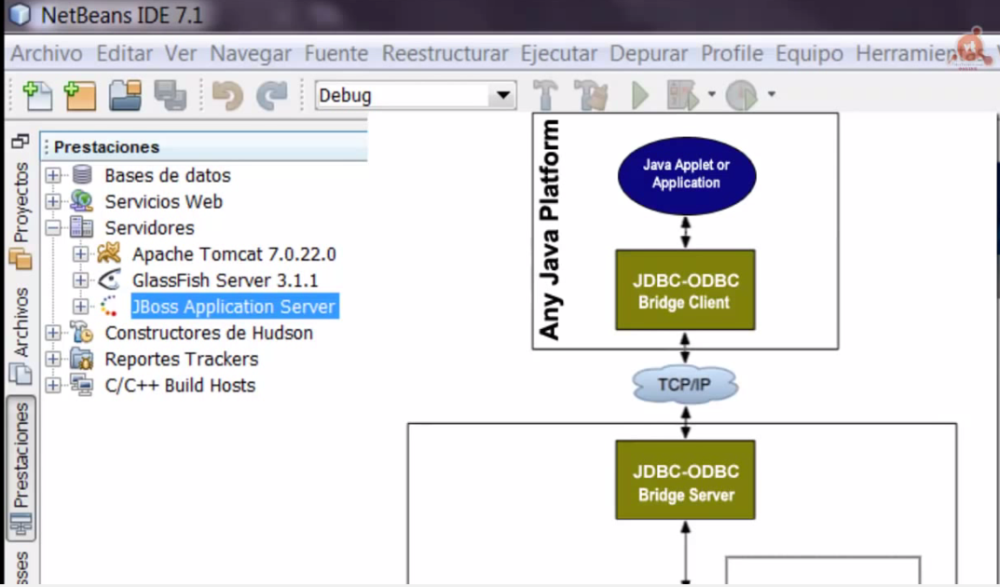 NetBeans IDE 7.1
Archivo Editar Ver Navegar Fuente Reestructurar Ejecutar Depurar Profile Equipo Herramientas
Debug
Prestaciones
Bases de datos
Servicios Web
Servidores
Apache Tomcat 7.0.22.0
GlassFish Server 3.1.1
JBoss Application Server
Constructores de Hudson
Reportes Trackers
C/C++ Build Hosts
Proyectos
Archivos
Prestaciones
Any Java Platform
Java Applet or
Application
JDBC-ODBC
Bridge Client
TCP/IP
JDBC-ODBC
Bridge Server